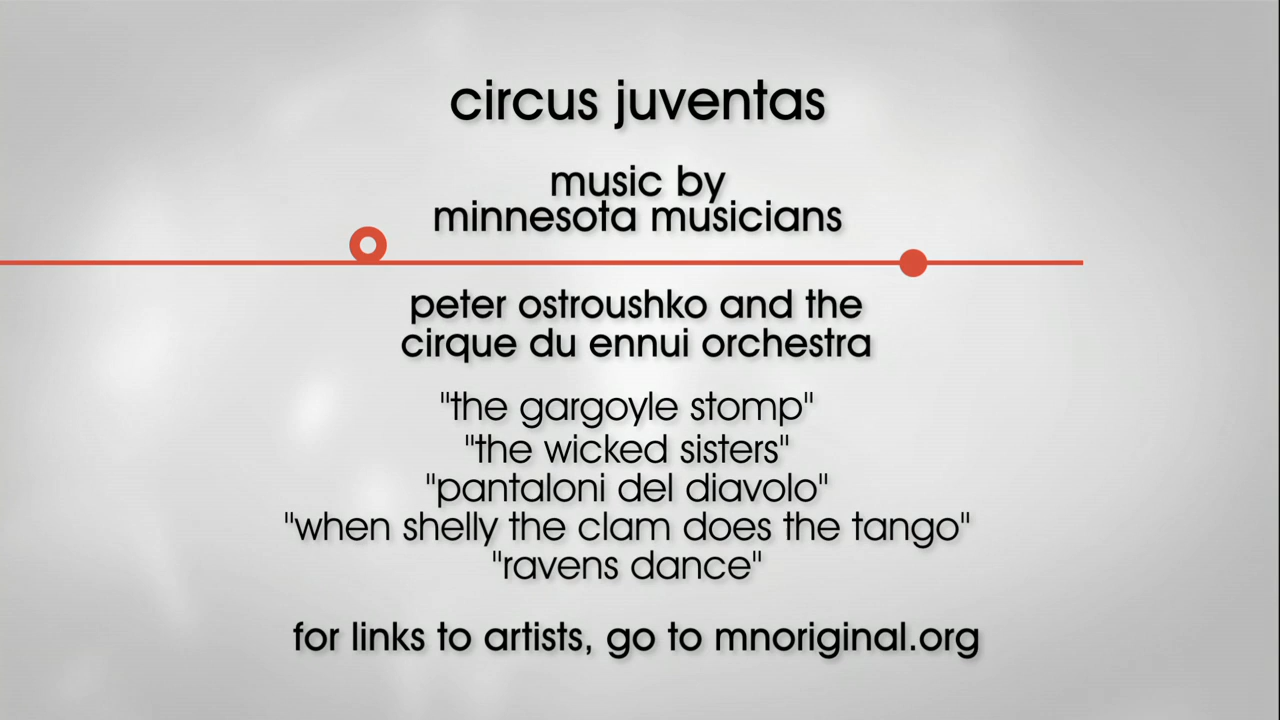 circus juventas
music by
minnesota musicians
peter ostroushko and the
cirque du ennui orchestra
"the gargoyle stomp"
"the wicked sisters"
"pantaloni del diavolo"
"when shelly the clam does the tango"
"ravens dance"
for links to artists, go to mnoriginal.org